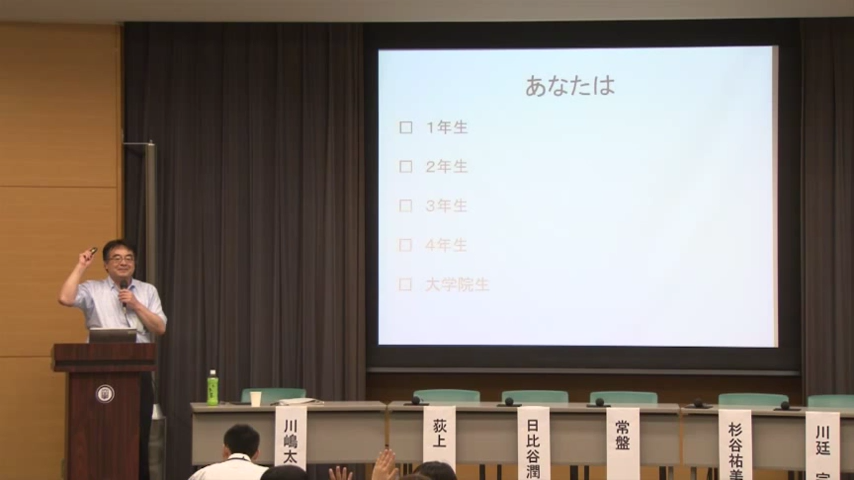 あなたは
□ 1年生
□ 2年生
□ 3年生
□ 4年生
□ 大学院生
川嶋太
荻上
日比谷潤
常盤
杉谷祐美
川廷